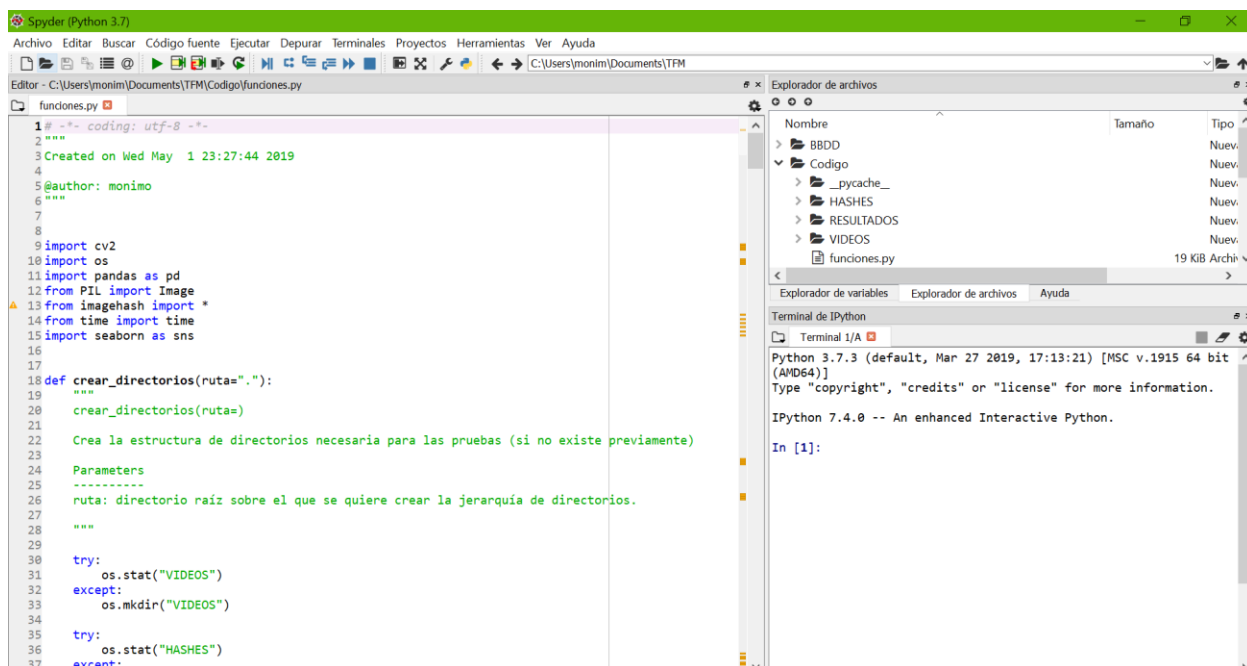 Spyder (Python 3.7)
Archivo Editar Buscar Código fuente Ejecutar Depurar Terminales Proyectos Herramientas Ver Ayuda
C:\Users\monim\Documents\TFM
Editor - C:\Users\monim\Documents\TFM\Codigo\funciones.py
funciones.py
1 # -*- coding: utf-8 -*-
2 """
3 Created on Wed May  1 23:27:44 2019
4
5 @author: monimo
6 """
7
8
9 import cv2
10 import os
11 import pandas as pd
12 from PIL import Image
13 from imagehash import *
14 from time import time
15 import seaborn as sns
16
17
18 def crear_directorios(ruta="."):
19     """
20     crear_directorios(ruta=)
21
22     Crea la estructura de directorios necesaria para las pruebas (si no existe previamente)
23
24     Parameters
25     ----------
26     ruta: directorio raíz sobre el que se quiere crear la jerarquía de directorios.
27
28     """
29
30     try:
31         os.stat("VIDEOS")
32     except:
33         os.mkdir("VIDEOS")
34
35     try:
36         os.stat("HASHES")
37     except:
Explorador de archivos
Nombre Tamaño Tipo
BBDD Nuev
Codigo Nuev
__pycache__ Nuev
HASHES Nuev
RESULTADOS Nuev
VIDEOS Nuev
funciones.py 19 KiB Archi
Explorador de variables Explorador de archivos Ayuda
Terminal de IPython
Terminal 1/A
Python 3.7.3 (default, Mar 27 2019, 17:13:21) [MSC v.1915 64 bit
(AMD64)]
Type "copyright", "credits" or "license" for more information.
IPython 7.4.0 -- An enhanced Interactive Python.
In [1]: